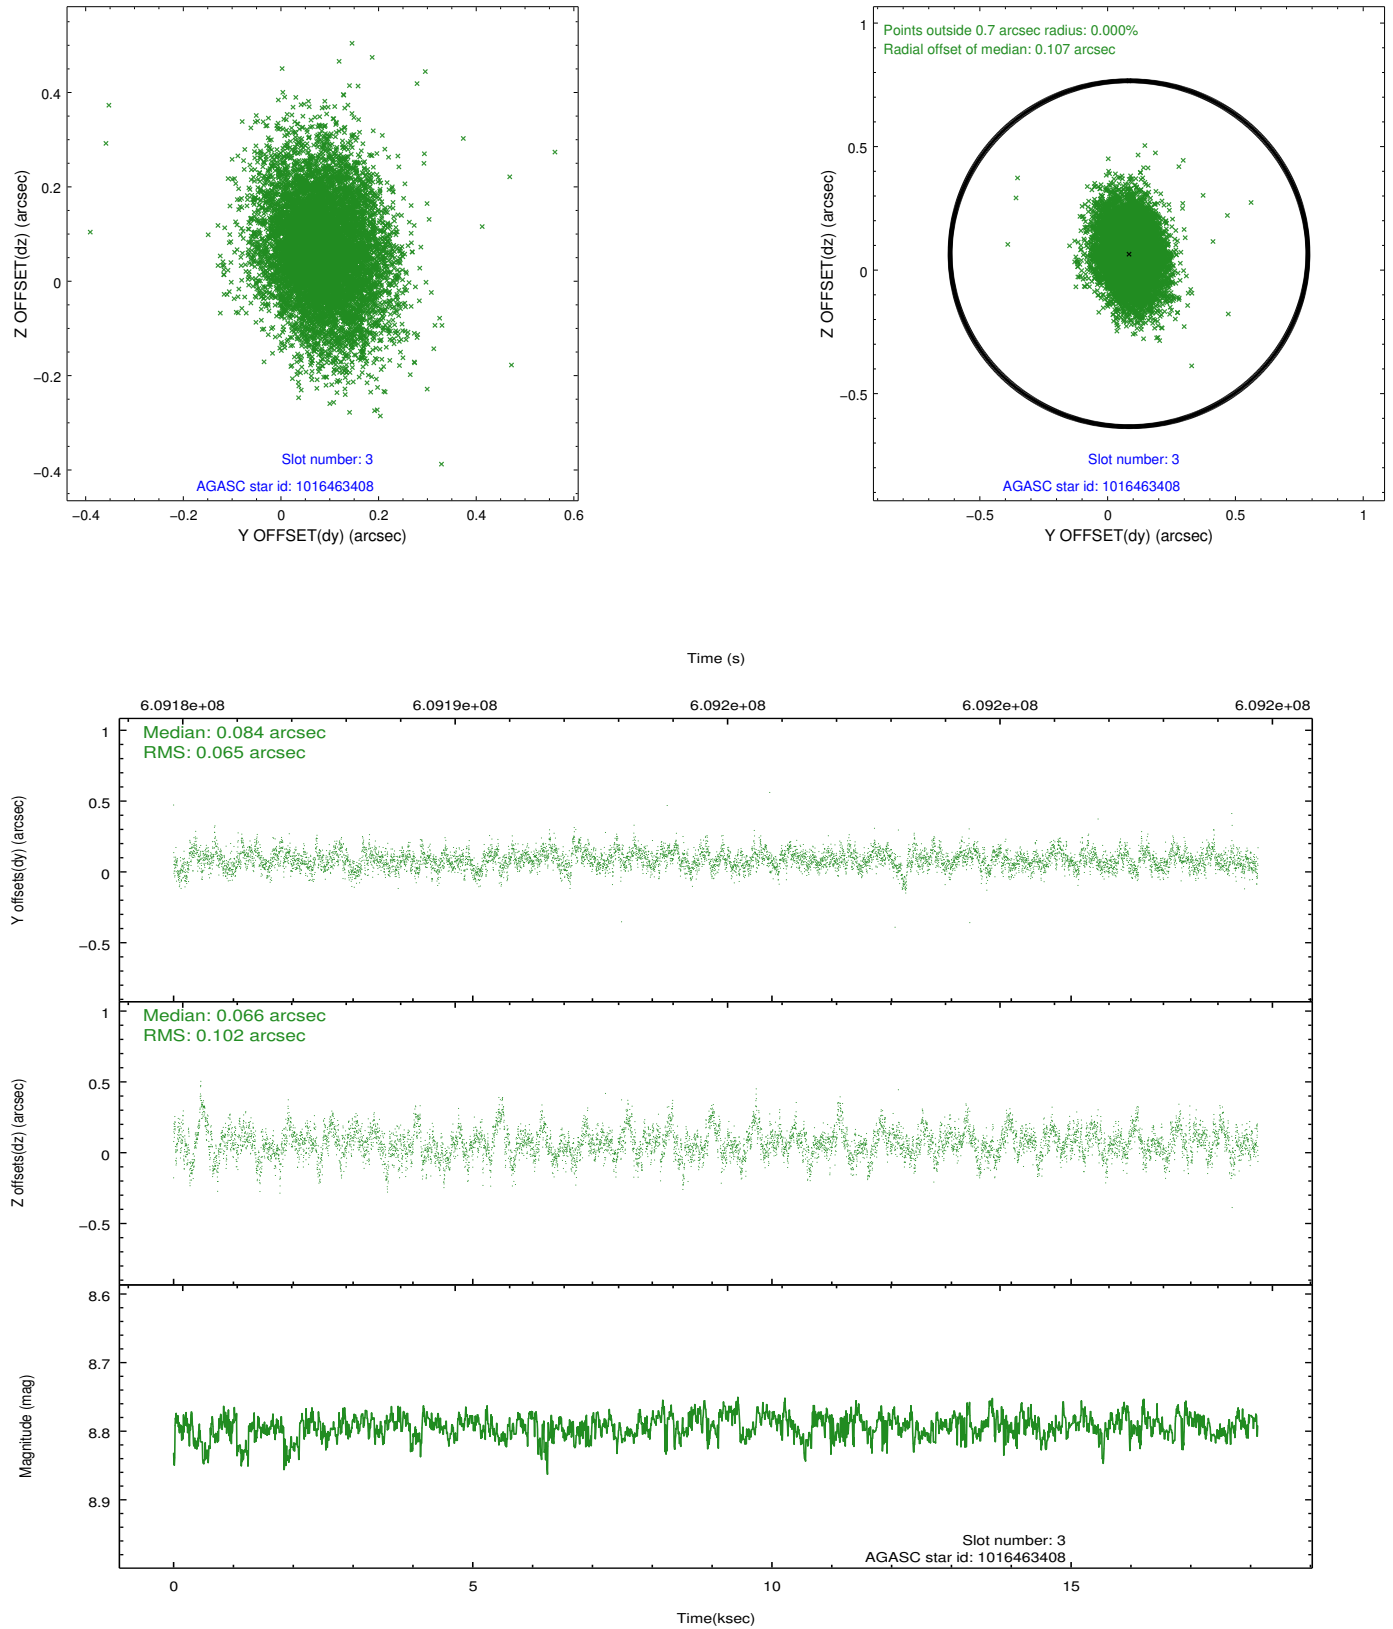 0.4
0.2
0
−0.2
−0.4
Z OFFSET(dz) (arcsec)
Slot number: 3
AGASC star id: 1016463408
−0.4 −0.2 0 0.2 0.4 0.6
Y OFFSET(dy) (arcsec)
Points outside 0.7 arcsec radius: 0.000%
Radial offset of median: 0.107 arcsec
1
0.5
0
−0.5
Z OFFSET(dz) (arcsec)
Slot number: 3
AGASC star id: 1016463408
−0.5 0 0.5 1
Y OFFSET(dy) (arcsec)
Time (s)
6.0918e+08 6.0919e+08 6.092e+08 6.092e+08 6.092e+08
Median: 0.084 arcsec
RMS: 0.065 arcsec
1
0.5
0
−0.5
Y offsets(dy) (arcsec)
Median: 0.066 arcsec
RMS: 0.102 arcsec
1
0.5
0
−0.5
Z offsets(dz) (arcsec)
8.6
8.7
8.8
8.9
Magnitude (mag)
Slot number: 3
AGASC star id: 1016463408
0 5 10 15
Time(ksec)